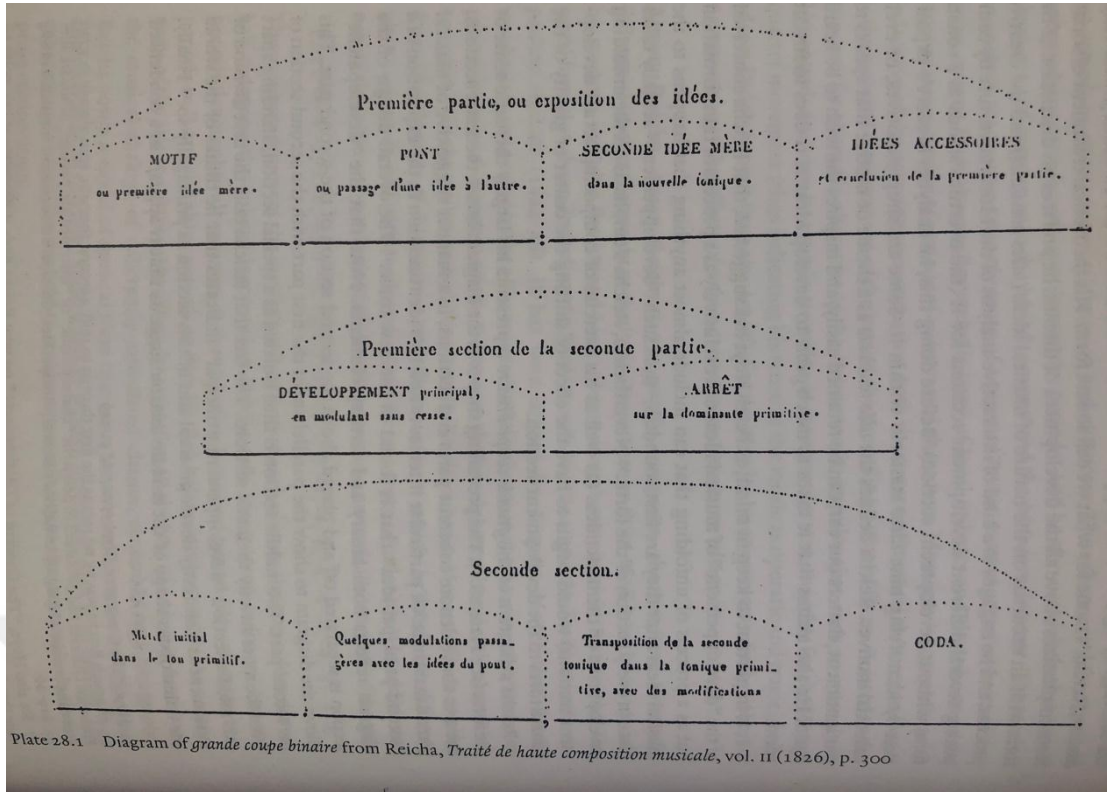 Première partie, ou exposition des idées.
MOTIF
ou première idée mère.
PONT
ou passage d'une idée à l'autre.
SECONDE IDÉE MÈRE
dans la nouvelle tonique.
IDÉES ACCESSOIRES
et conclusion de la première partie.
Première section de la seconde partie.
DÉVELOPPEMENT principal,
en modulant sans cesse.
ARRÊT
sur la dominante primitive.
Seconde section.
Motif initial
dans le ton primitif.
Quelques modulations passa-
gères avec les idées du pont.
Transposition de la seconde
tonique dans la tonique primi-
tive, avec des modifications
CODA.
Plate 28.1 Diagram of grande coupe binaire from Reicha, Traité de haute composition musicale, vol. II (1826), p. 300